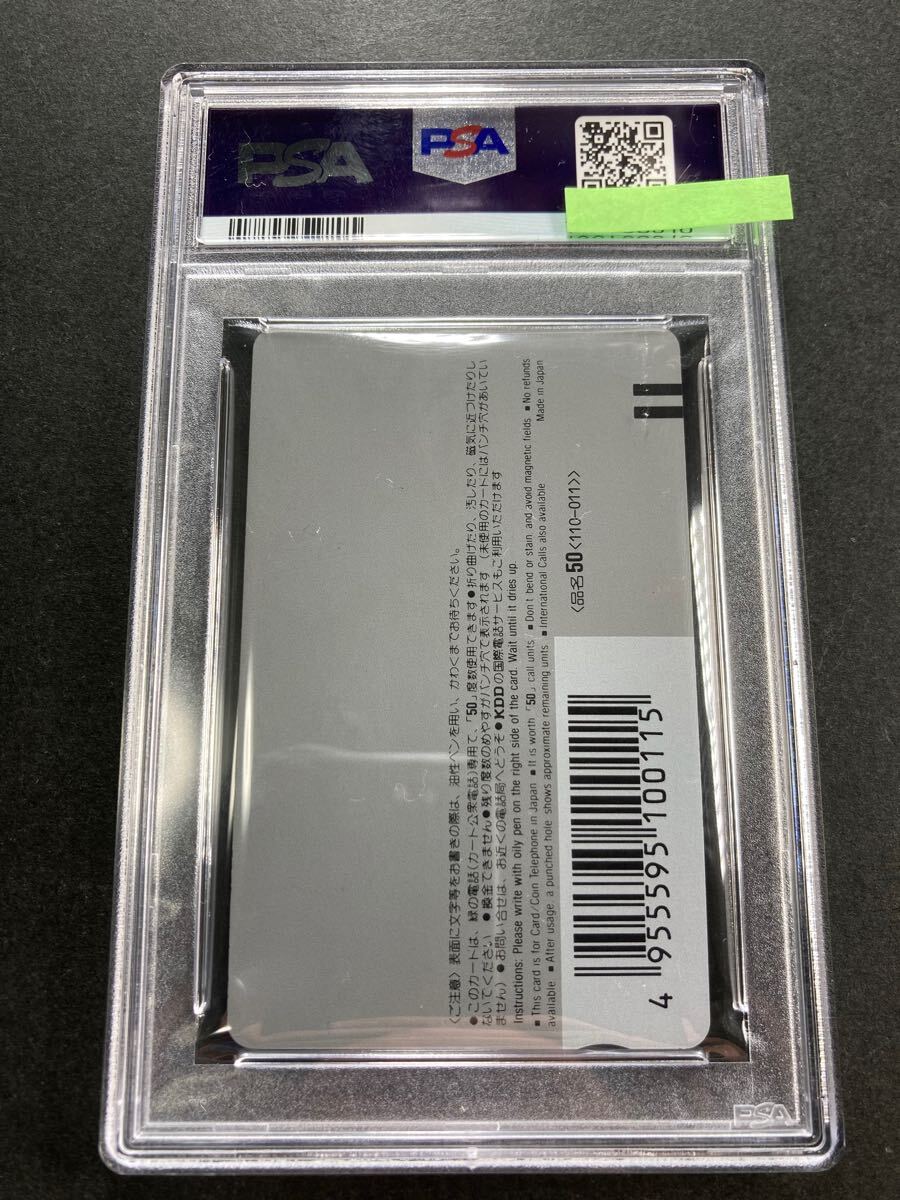 PSA
PSA
〈ご注意〉表面に文字等をお書きの際は、油性ペンを用い、かわくまでお待ちください。
●このカードは、緑の電話(カード公衆電話)専用で、「50」度数使用できます●折り曲げたり、汚したり、磁気に近づけたりし
ないでください ●換金できません●残り度数のめやすがパンチ穴で表示されます (未使用のカードにはパンチ穴があいてい
ません)●お問い合せは、お近くの電話局へどうぞ●KDDの国際電話サービスもご利用いただけます
Instructions: Please write with oily pen on the right side of the card. Wait until it dries up.
■ This card is for Card/Coin Telephone in Japan ■ It is worth「50」call units ■ Don't bend or stain, and avoid magnetic fields ■ No refunds
available ■ After usage, a punched hole shows approximate remaining units ■ International Calls also available Made in Japan
〈品名50〈110-011〉〉
4 955595 100115
PSA